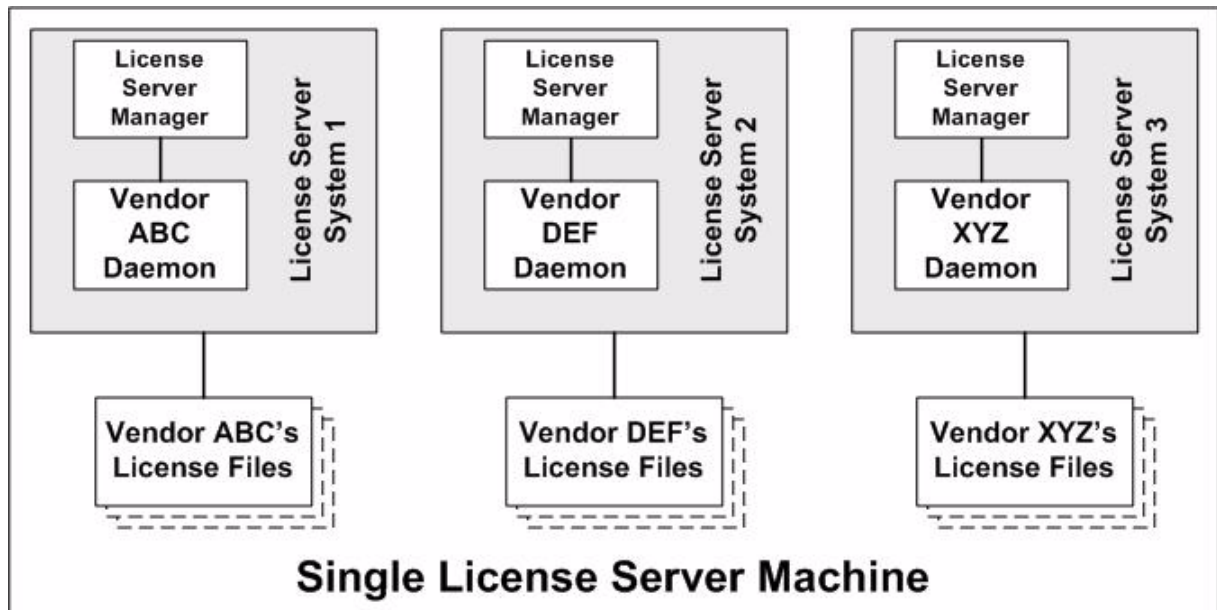 License
Server
Manager
Vendor
ABC
Daemon
License Server
System 1
Vendor ABC's
License Files
License
Server
Manager
Vendor
DEF
Daemon
License Server
System 2
Vendor DEF's
License Files
License
Server
Manager
Vendor
XYZ
Daemon
License Server
System 3
Vendor XYZ's
License Files
Single License Server Machine